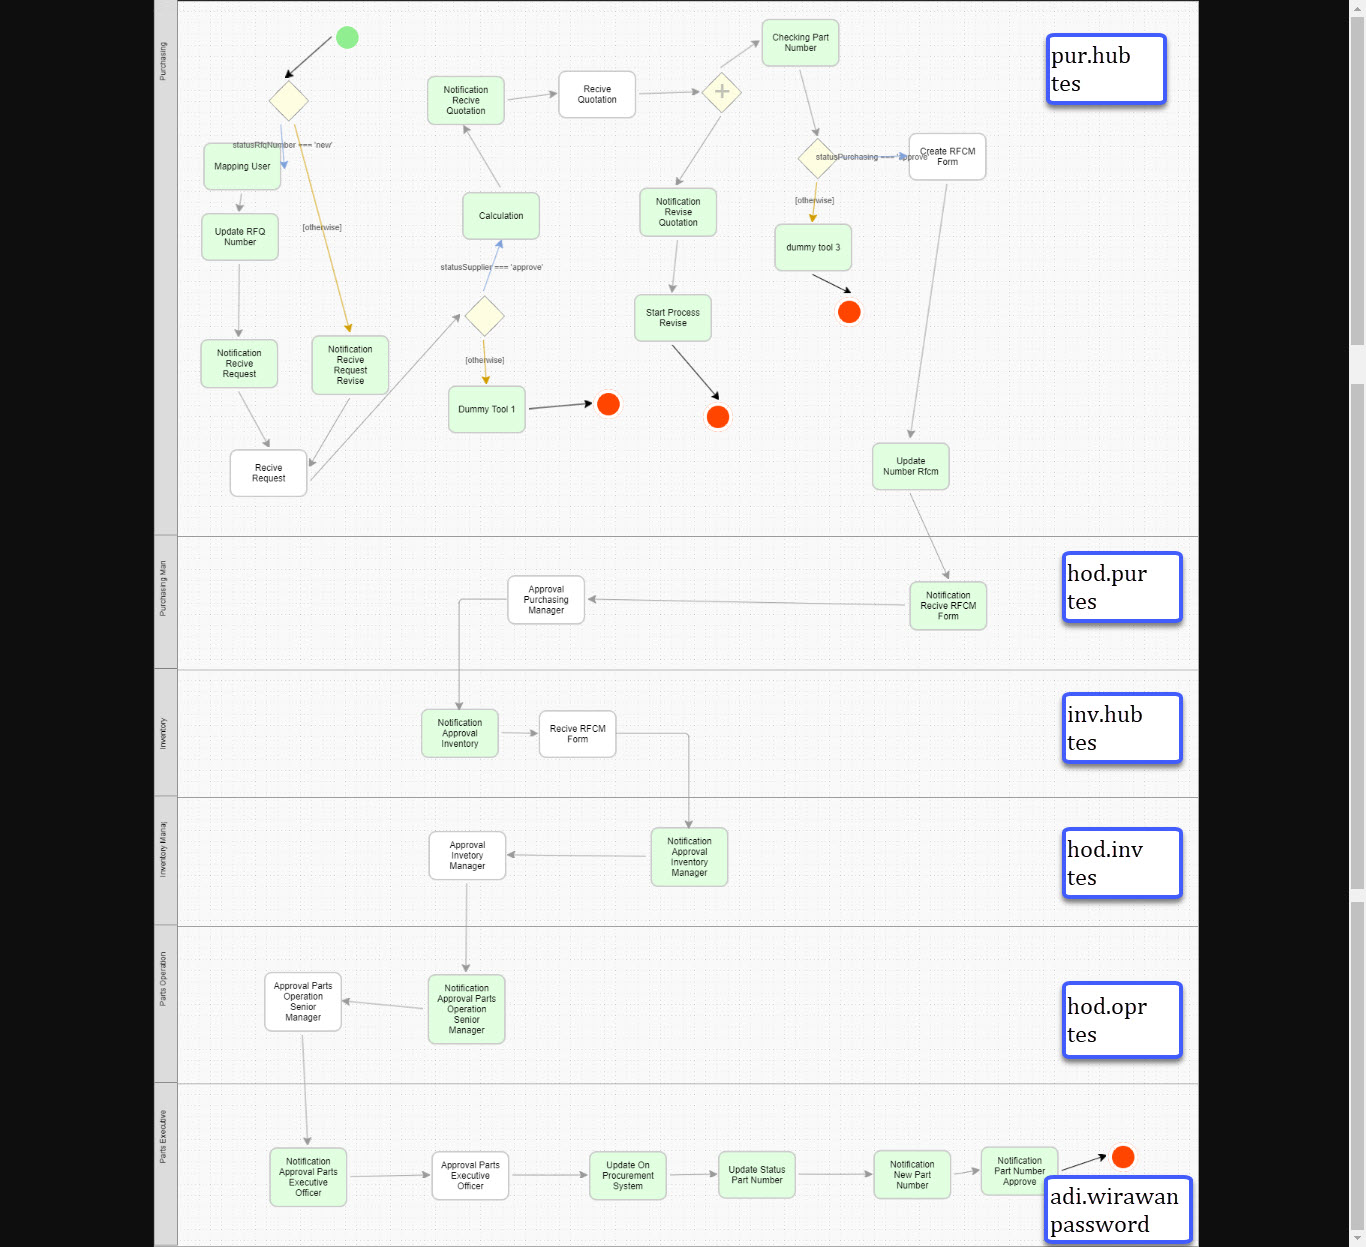 Purchasing
statusRfqNumber === 'new'
Mapping User
Update RFQ
Number
[otherwise]
Notification
Recive
Request
Notification
Recive
Request
Revise
Recive
Request
Notification
Recive
Quotation
Recive
Quotation
Calculation
statusSupplier === 'approve'
[otherwise]
Dummy Tool 1
Checking Part
Number
Notification
Revise
Quotation
Start Process
Revise
statusPurchasing === 'approve'
Create RFCM
Form
[otherwise]
dummy tool 3
Update
Number Rfcm
pur.hub
tes
Purchasing Man
Approval
Purchasing
Manager
Notification
Recive RFCM
Form
hod.pur
tes
Inventory
Notification
Approval
Inventory
Recive RFCM
Form
inv.hub
tes
Inventory Manaj
Approval
Invetory
Manager
Notification
Approval
Inventory
Manager
hod.inv
tes
Parts Operation
Approval Parts
Operation
Senior
Manager
Notification
Approval Parts
Operation
Senior
Manager
hod.opr
tes
Parts Executive
Notification
Approval Parts
Executive
Officer
Approval Parts
Executive
Officer
Update On
Procurement
System
Update Status
Part Number
Notification
New Part
Number
Notification
Part Number
Approve
adi.wirawan
password